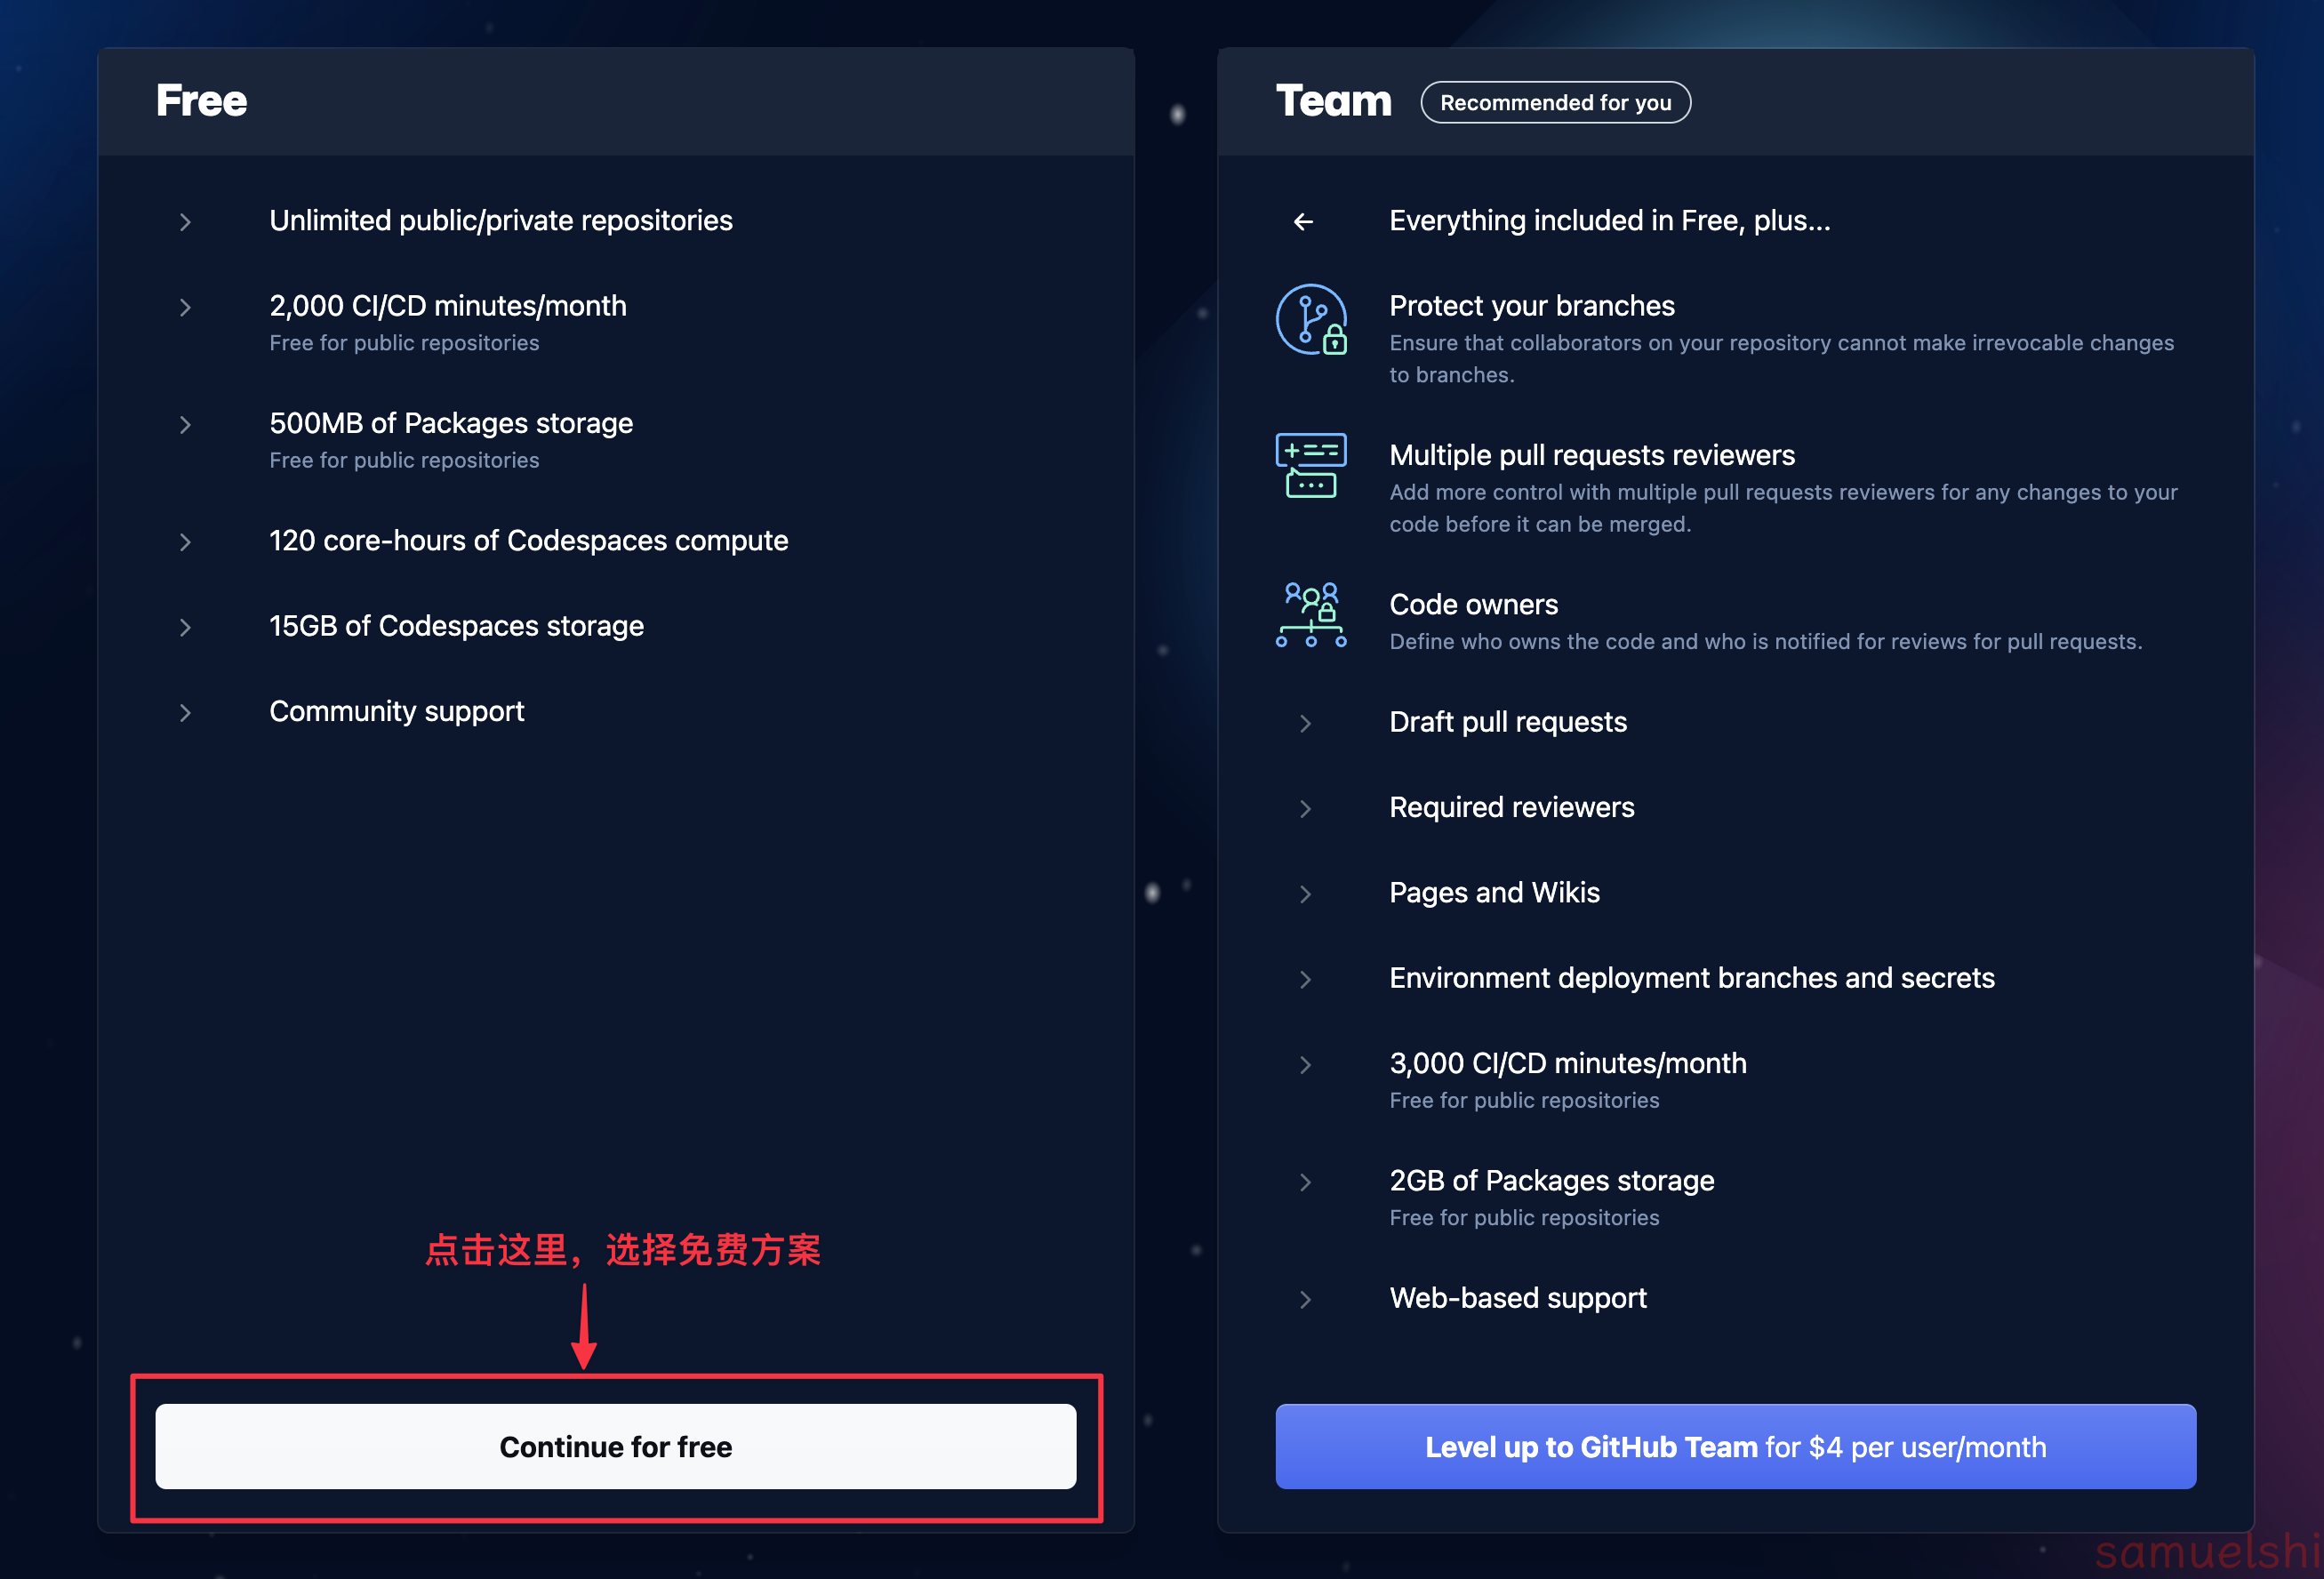 Free
Unlimited public/private repositories
2,000 CI/CD minutes/month
Free for public repositories
500MB of Packages storage
Free for public repositories
120 core-hours of Codespaces compute
15GB of Codespaces storage
Community support
点击这里，选择免费方案
Continue for free
Team
Recommended for you
Everything included in Free, plus...
Protect your branches
Ensure that collaborators on your repository cannot make irrevocable changes
to branches.
Multiple pull requests reviewers
Add more control with multiple pull requests reviewers for any changes to your
code before it can be merged.
Code owners
Define who owns the code and who is notified for reviews for pull requests.
Draft pull requests
Required reviewers
Pages and Wikis
Environment deployment branches and secrets
3,000 CI/CD minutes/month
Free for public repositories
2GB of Packages storage
Free for public repositories
Web-based support
Level up to GitHub Team for $4 per user/month
samuelshi